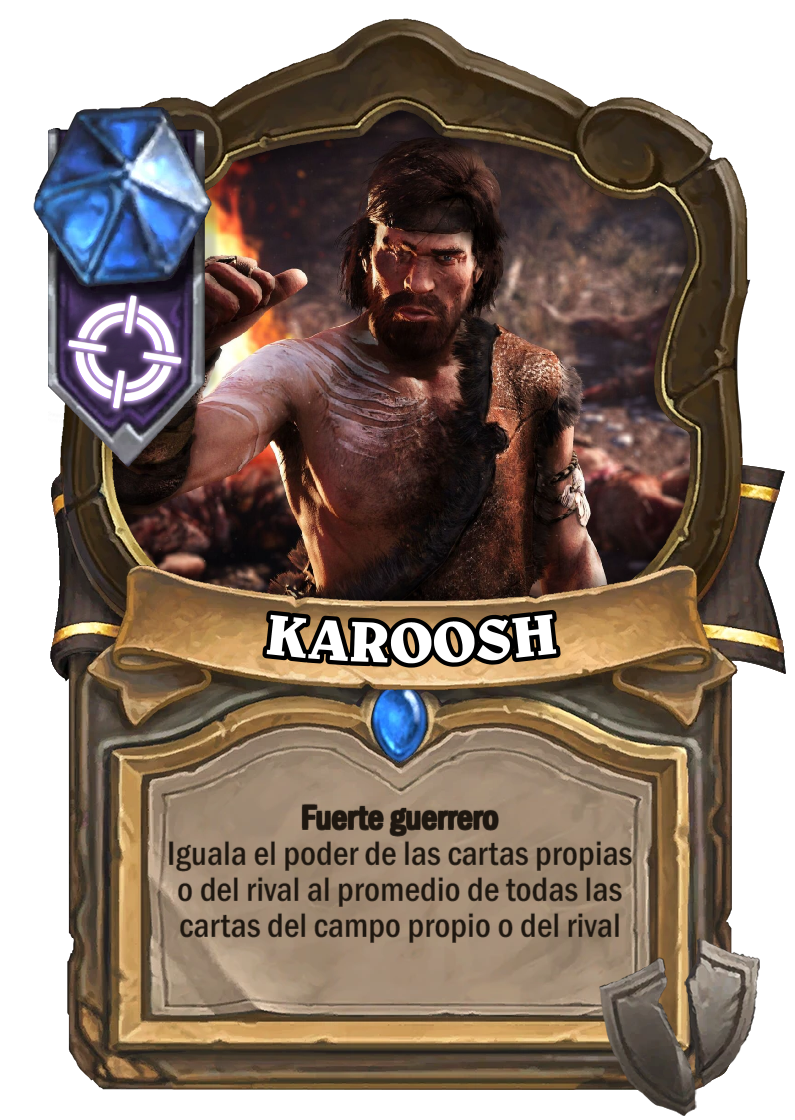 KAROOSH
Fuerte guerrero
Iguala el poder de las cartas propias
o del rival al promedio de todas las
cartas del campo propio o del rival